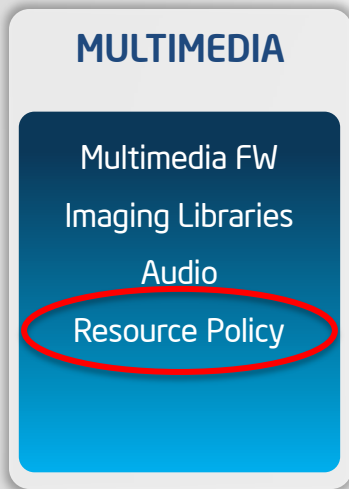 MULTIMEDIA
Multimedia FW
Imaging Libraries
Audio
Resource Policy